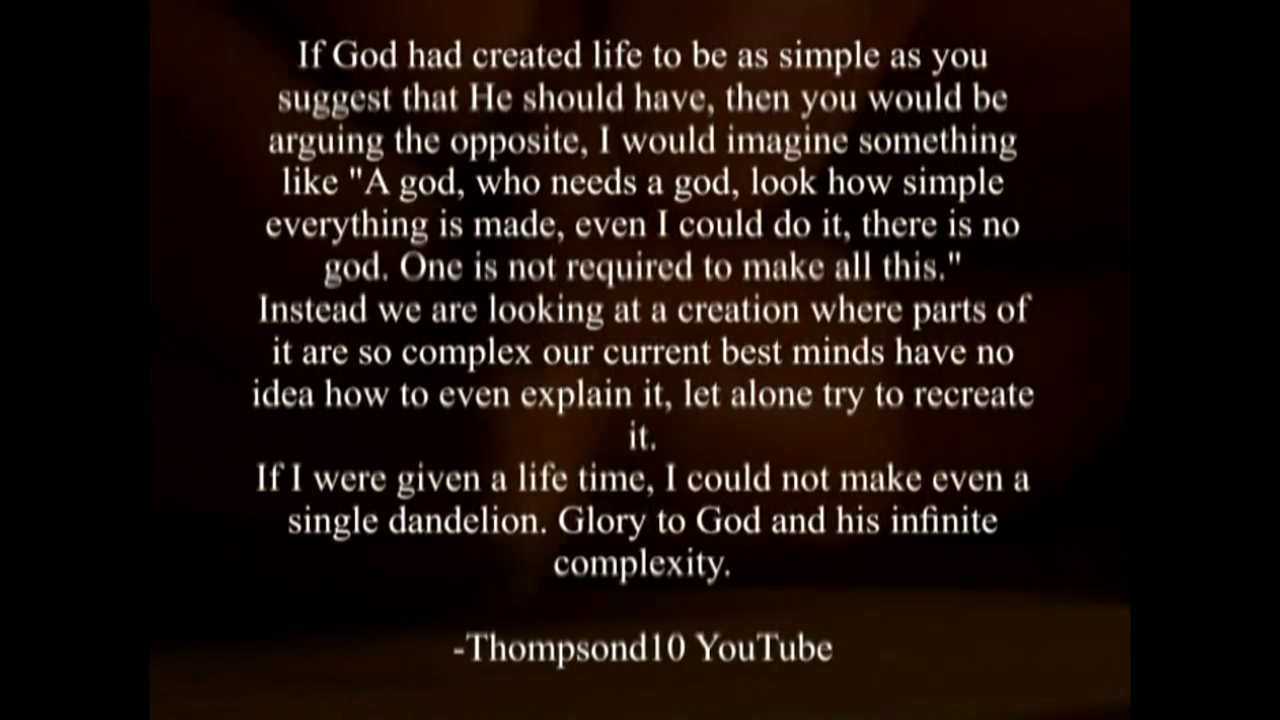 If God had created life to be as simple as you
suggest that He should have, then you would be
arguing the opposite, I would imagine something
like "A god, who needs a god, look how simple
everything is made, even I could do it, there is no
god. One is not required to make all this."
Instead we are looking at a creation where parts of
it are so complex our current best minds have no
idea how to even explain it, let alone try to recreate
it.
If I were given a life time, I could not make even a
single dandelion. Glory to God and his infinite
complexity.
-Thompsond10 YouTube